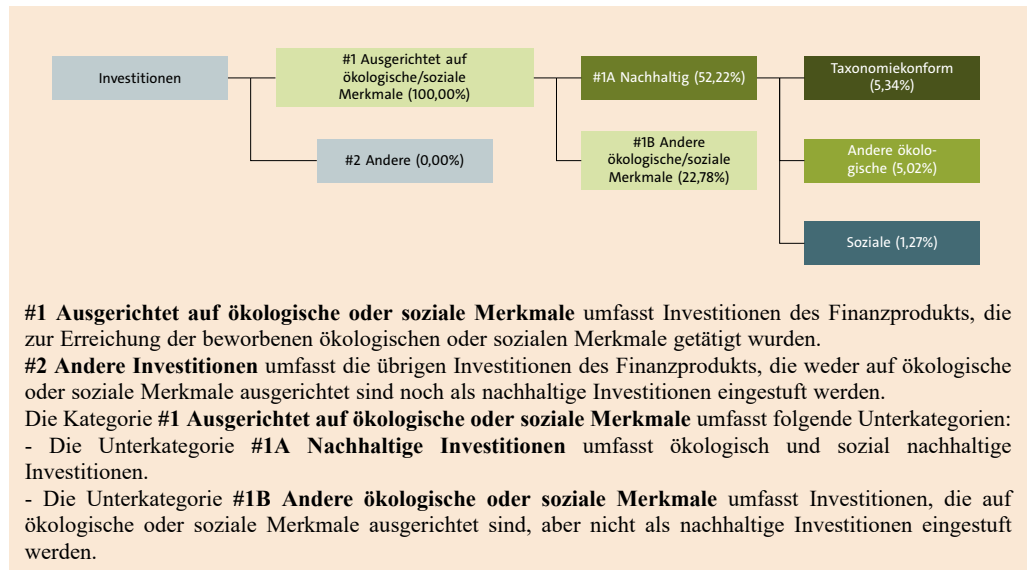 Investitionen
#1 Ausgerichtet auf
ökologische/soziale
Merkmale (100,00%)
#2 Andere (0,00%)
#1A Nachhaltig (52,22%)
#1B Andere
ökologische/soziale
Merkmale (22,78%)
Taxonomiekonform
(5,34%)
Andere ökolo-
gische (5,02%)
Soziale (1,27%)
#1 Ausgerichtet auf ökologische oder soziale Merkmale umfasst Investitionen des Finanzprodukts, die
zur Erreichung der beworbenen ökologischen oder sozialen Merkmale getätigt wurden.
#2 Andere Investitionen umfasst die übrigen Investitionen des Finanzprodukts, die weder auf ökologische
oder soziale Merkmale ausgerichtet sind noch als nachhaltige Investitionen eingestuft werden.
Die Kategorie #1 Ausgerichtet auf ökologische oder soziale Merkmale umfasst folgende Unterkategorien:
- Die Unterkategorie #1A Nachhaltige Investitionen umfasst ökologisch und sozial nachhaltige
Investitionen.
- Die Unterkategorie #1B Andere ökologische oder soziale Merkmale umfasst Investitionen, die auf
ökologische oder soziale Merkmale ausgerichtet sind, aber nicht als nachhaltige Investitionen eingestuft
werden.